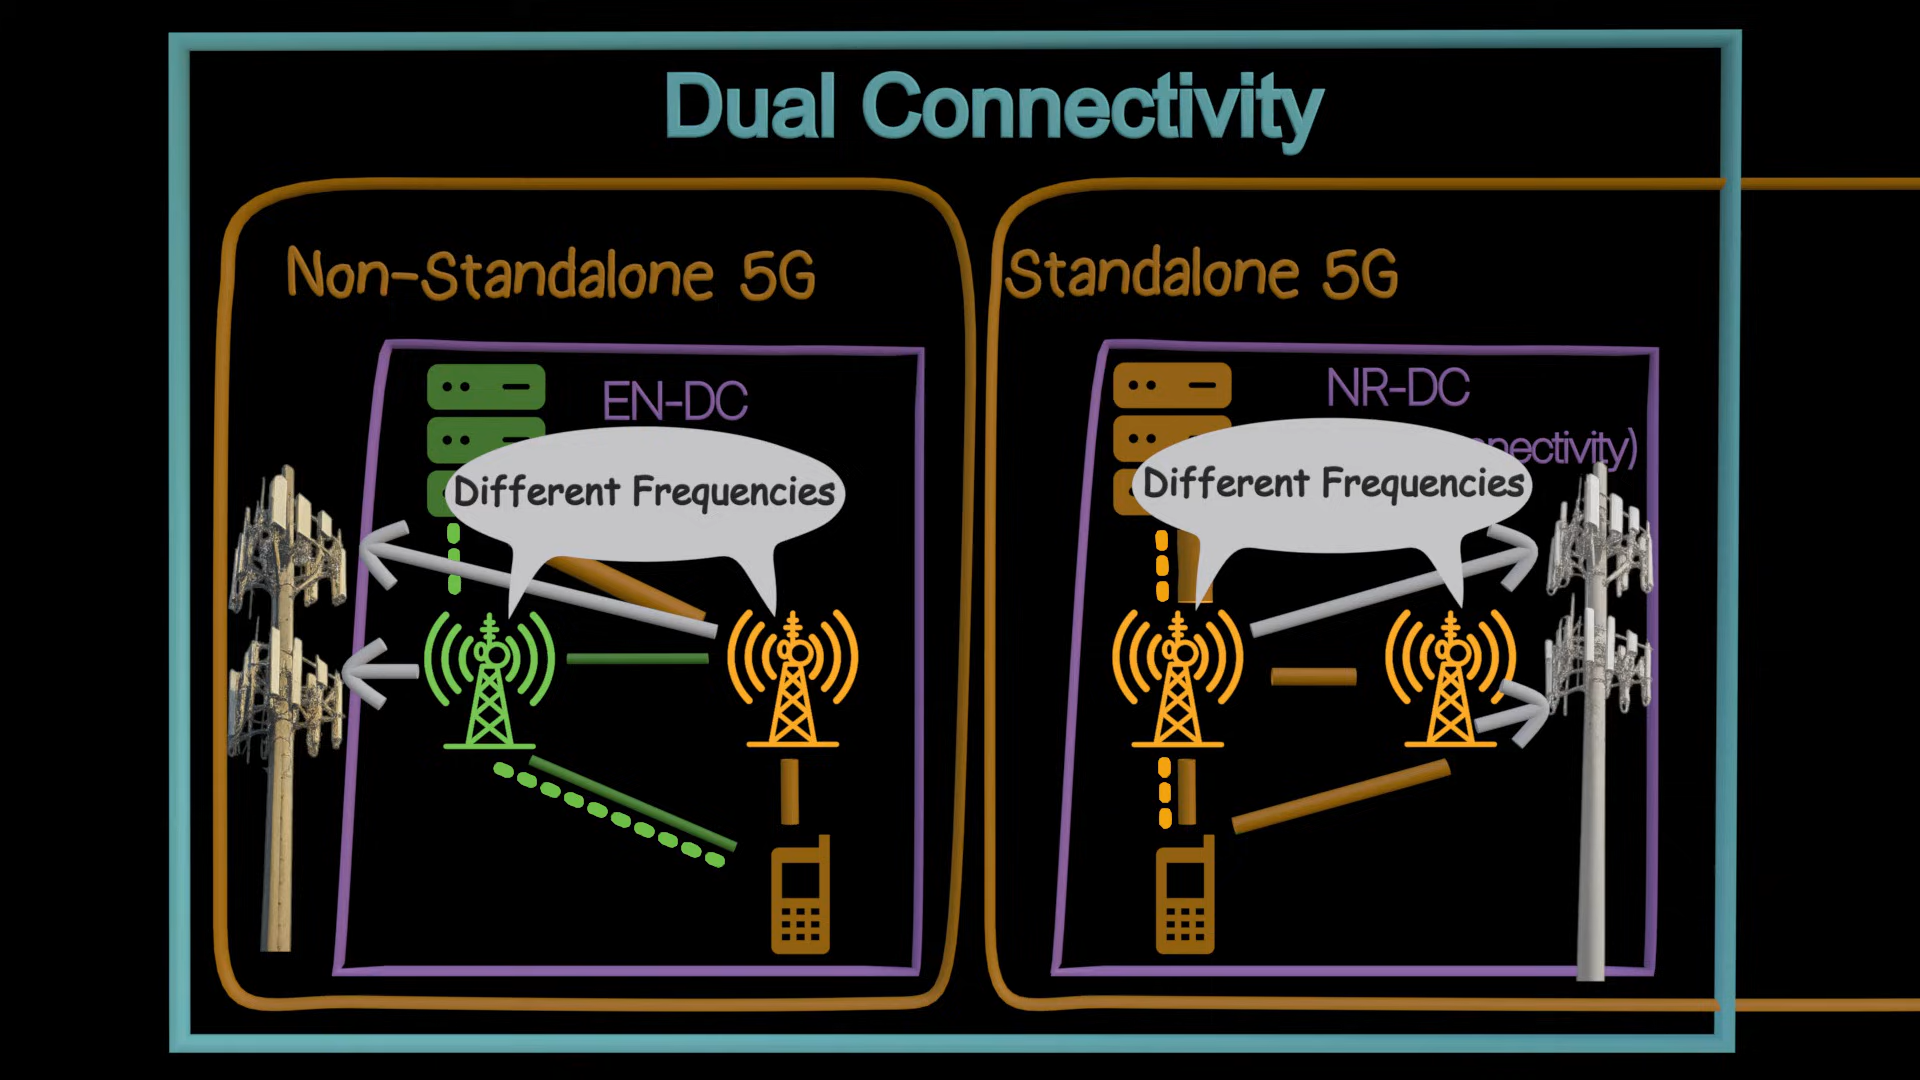 Dual Connectivity
Non-Standalone 5G
Standalone 5G
EN-DC
Different Frequencies
NR-DC
Different Frequencies